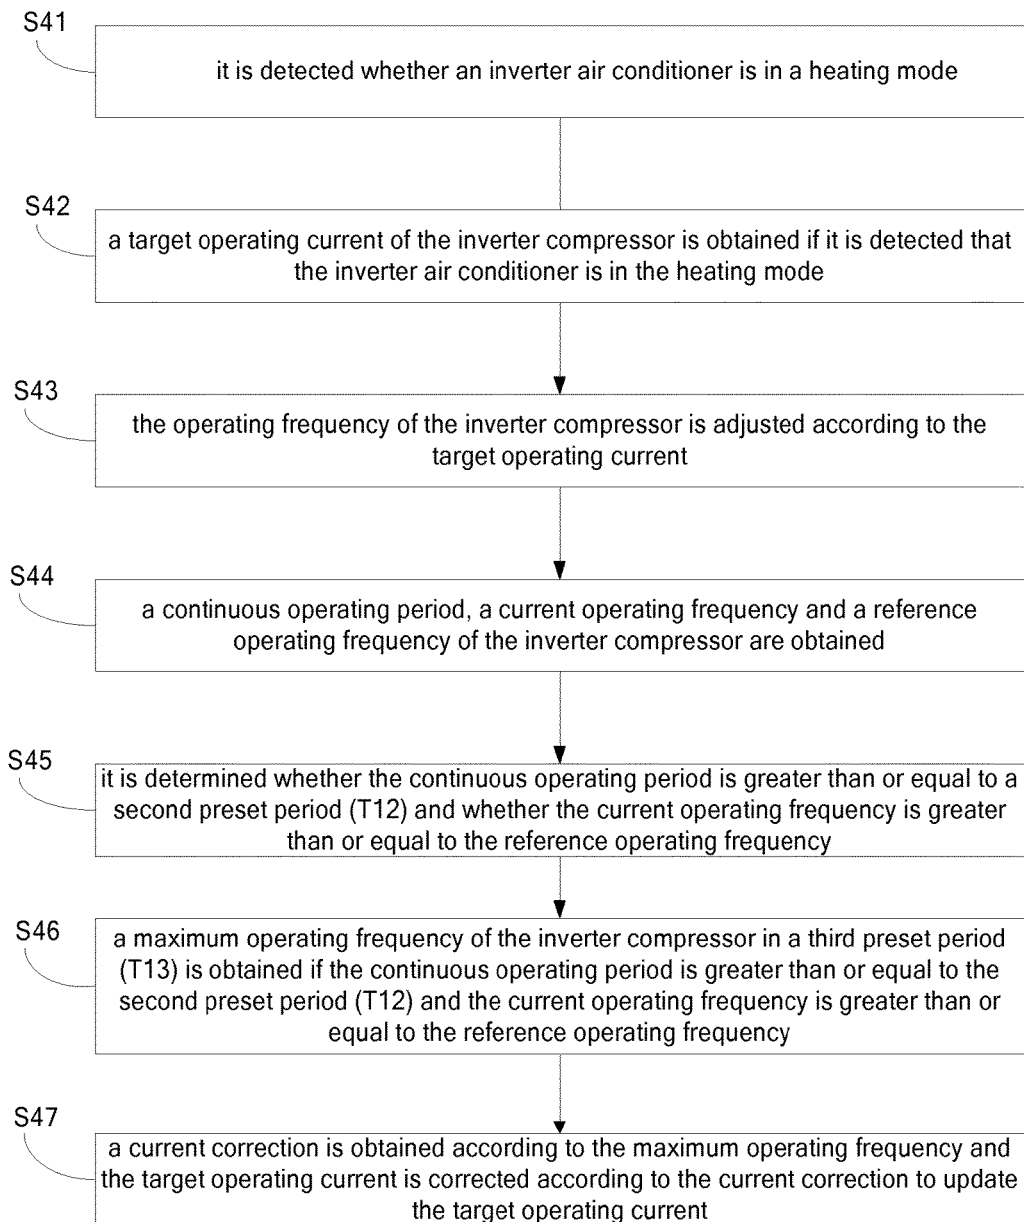 S41
it is detected whether an inverter air conditioner is in a heating mode
S42
a target operating current of the inverter compressor is obtained if it is detected that
the inverter air conditioner is in the heating mode
S43
the operating frequency of the inverter compressor is adjusted according to the
target operating current
S44
a continuous operating period, a current operating frequency and a reference
operating frequency of the inverter compressor are obtained
S45
it is determined whether the continuous operating period is greater than or equal to a
second preset period (T12) and whether the current operating frequency is greater
than or equal to the reference operating frequency
S46
a maximum operating frequency of the inverter compressor in a third preset period
(T13) is obtained if the continuous operating period is greater than or equal to the
second preset period (T12) and the current operating frequency is greater than or
equal to the reference operating frequency
S47
a current correction is obtained according to the maximum operating frequency and
the target operating current is corrected according to the current correction to update
the target operating current